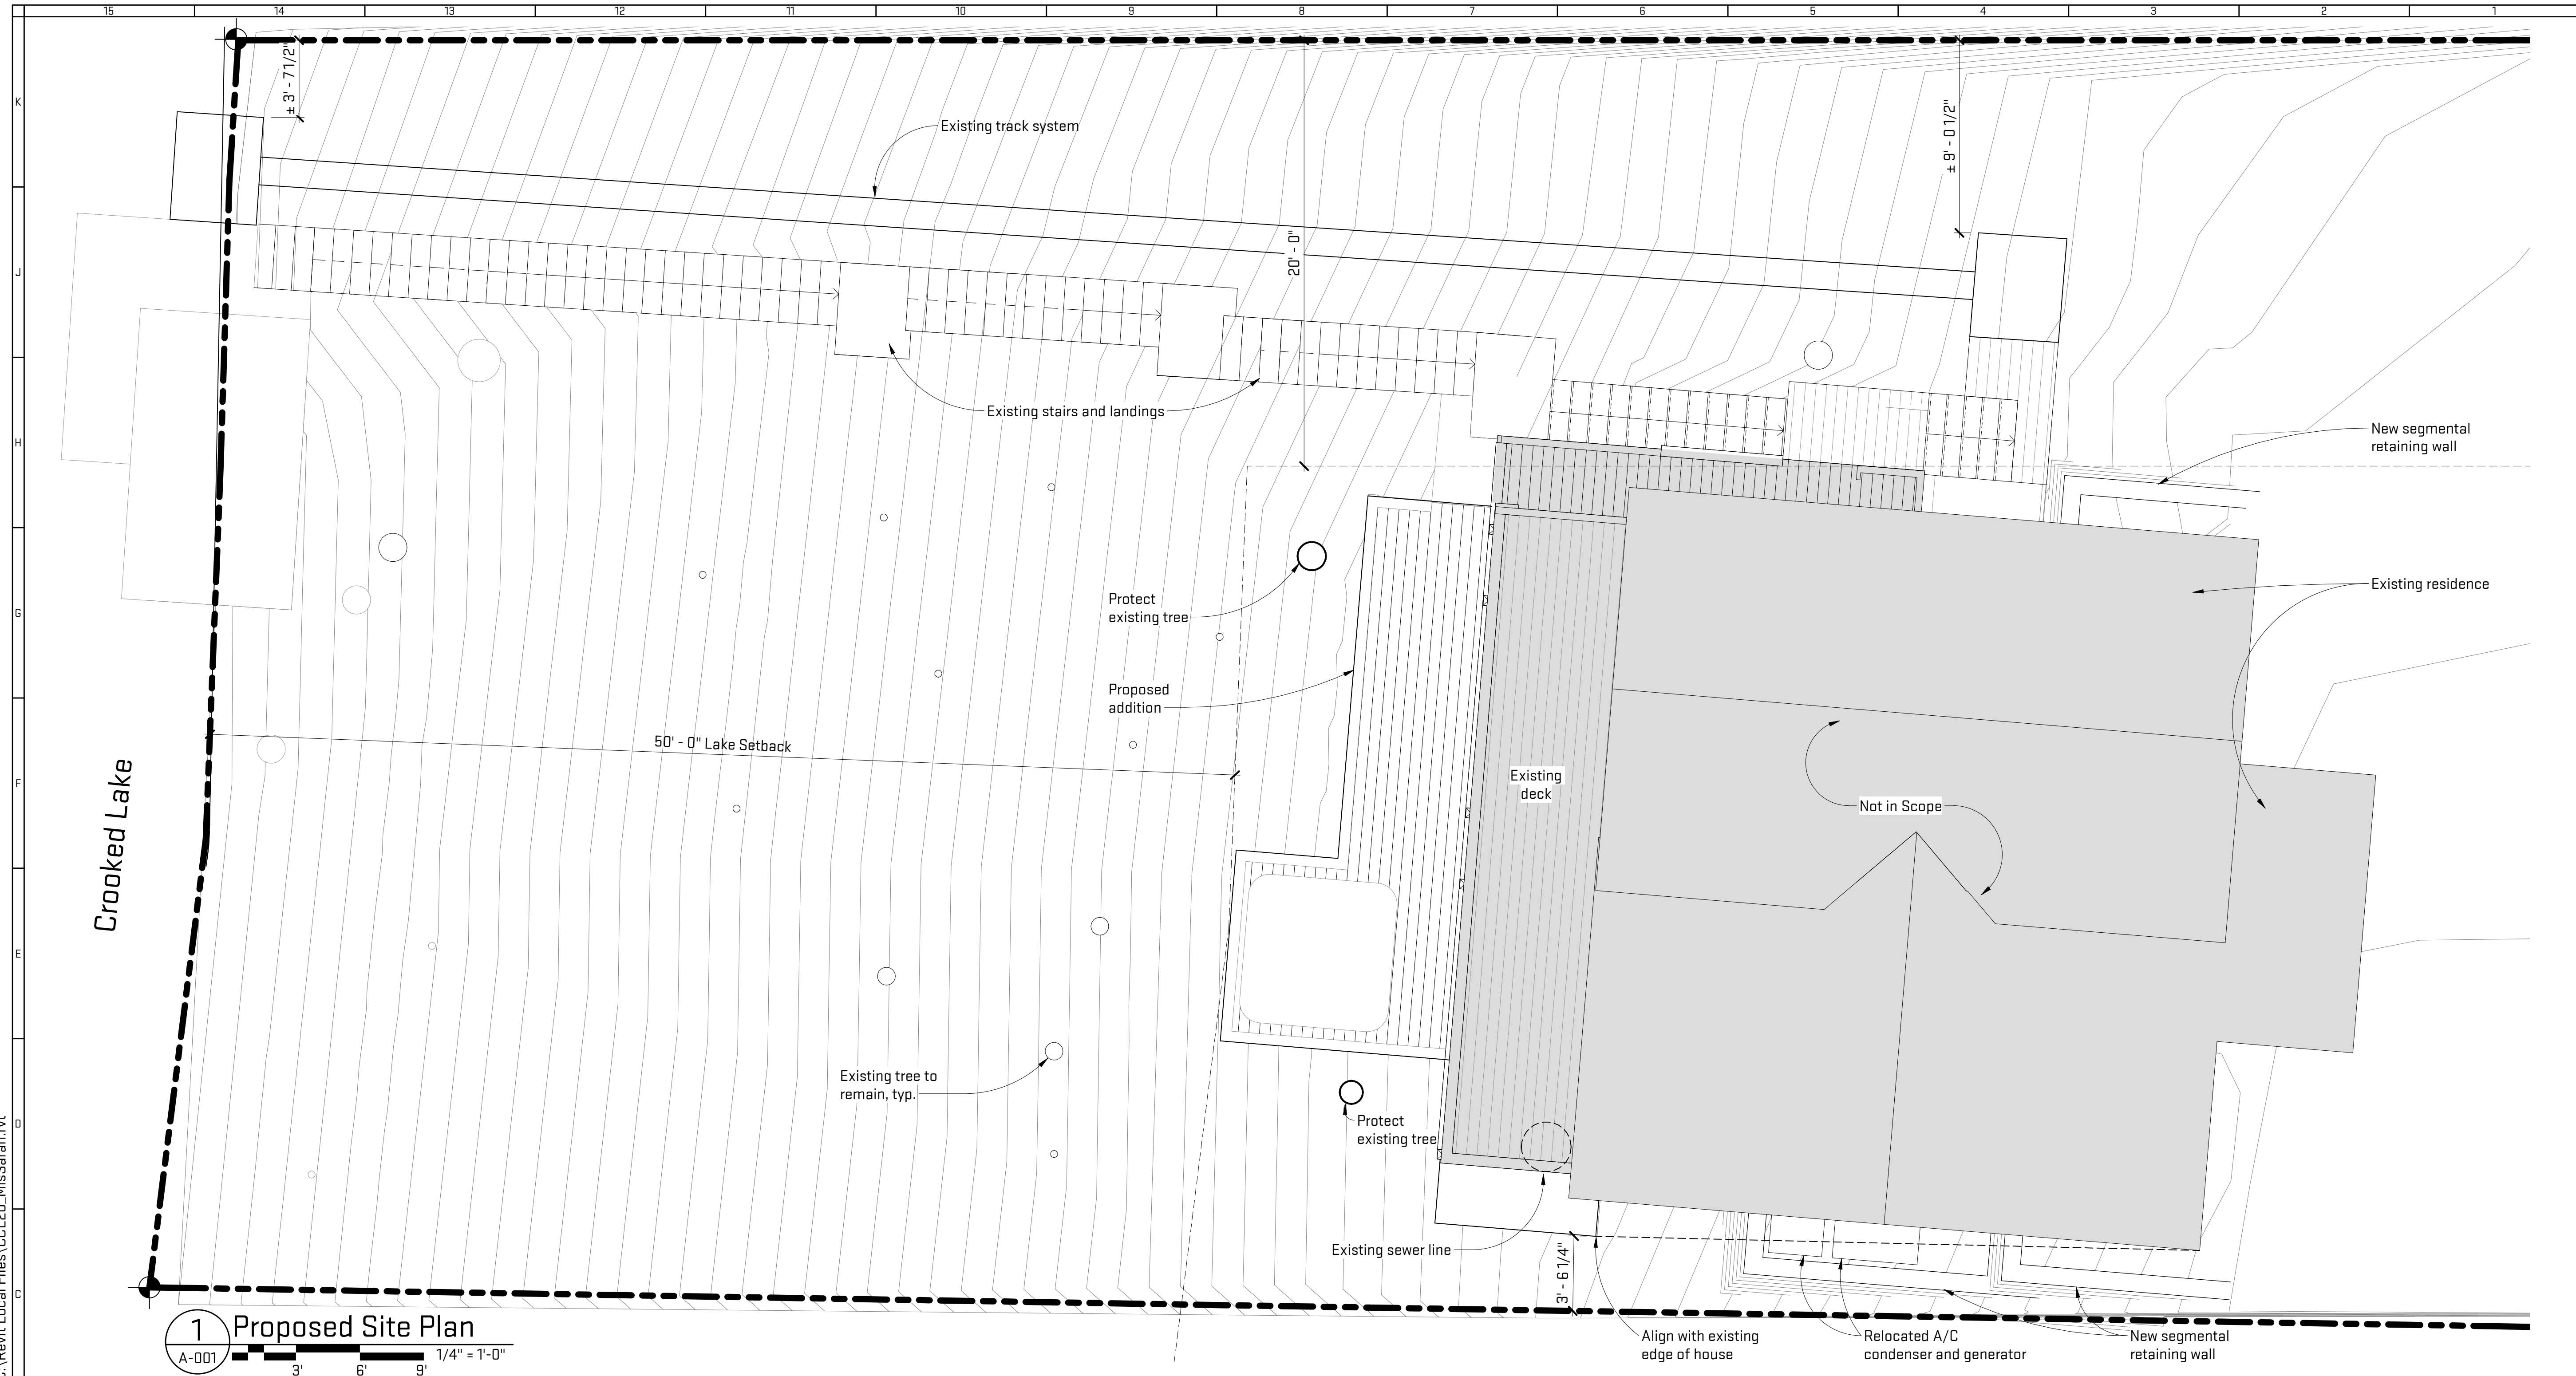 15 14 13 12 11 10 9 8 7 6 5 4 3 2 1
K
± 3' - 7 1/2"
± 9' - 0 1/2"
Existing track system
20' - 0"
J
Existing stairs and landings
H
New segmental
retaining wall
Protect
existing tree
G
Existing residence
Proposed
addition
50' - 0" Lake Setback
Existing
deck
F
Not in Scope
Crooked Lake
E
Existing tree to
remain, typ.
D
Protect
existing tree
Existing sewer line
3' - 6 1/4"
C
Align with existing
edge of house
Relocated A/C
condenser and generator
New segmental
retaining wall
1
A-001
Proposed Site Plan
1/4" = 1'-0"
3' 6' 9'